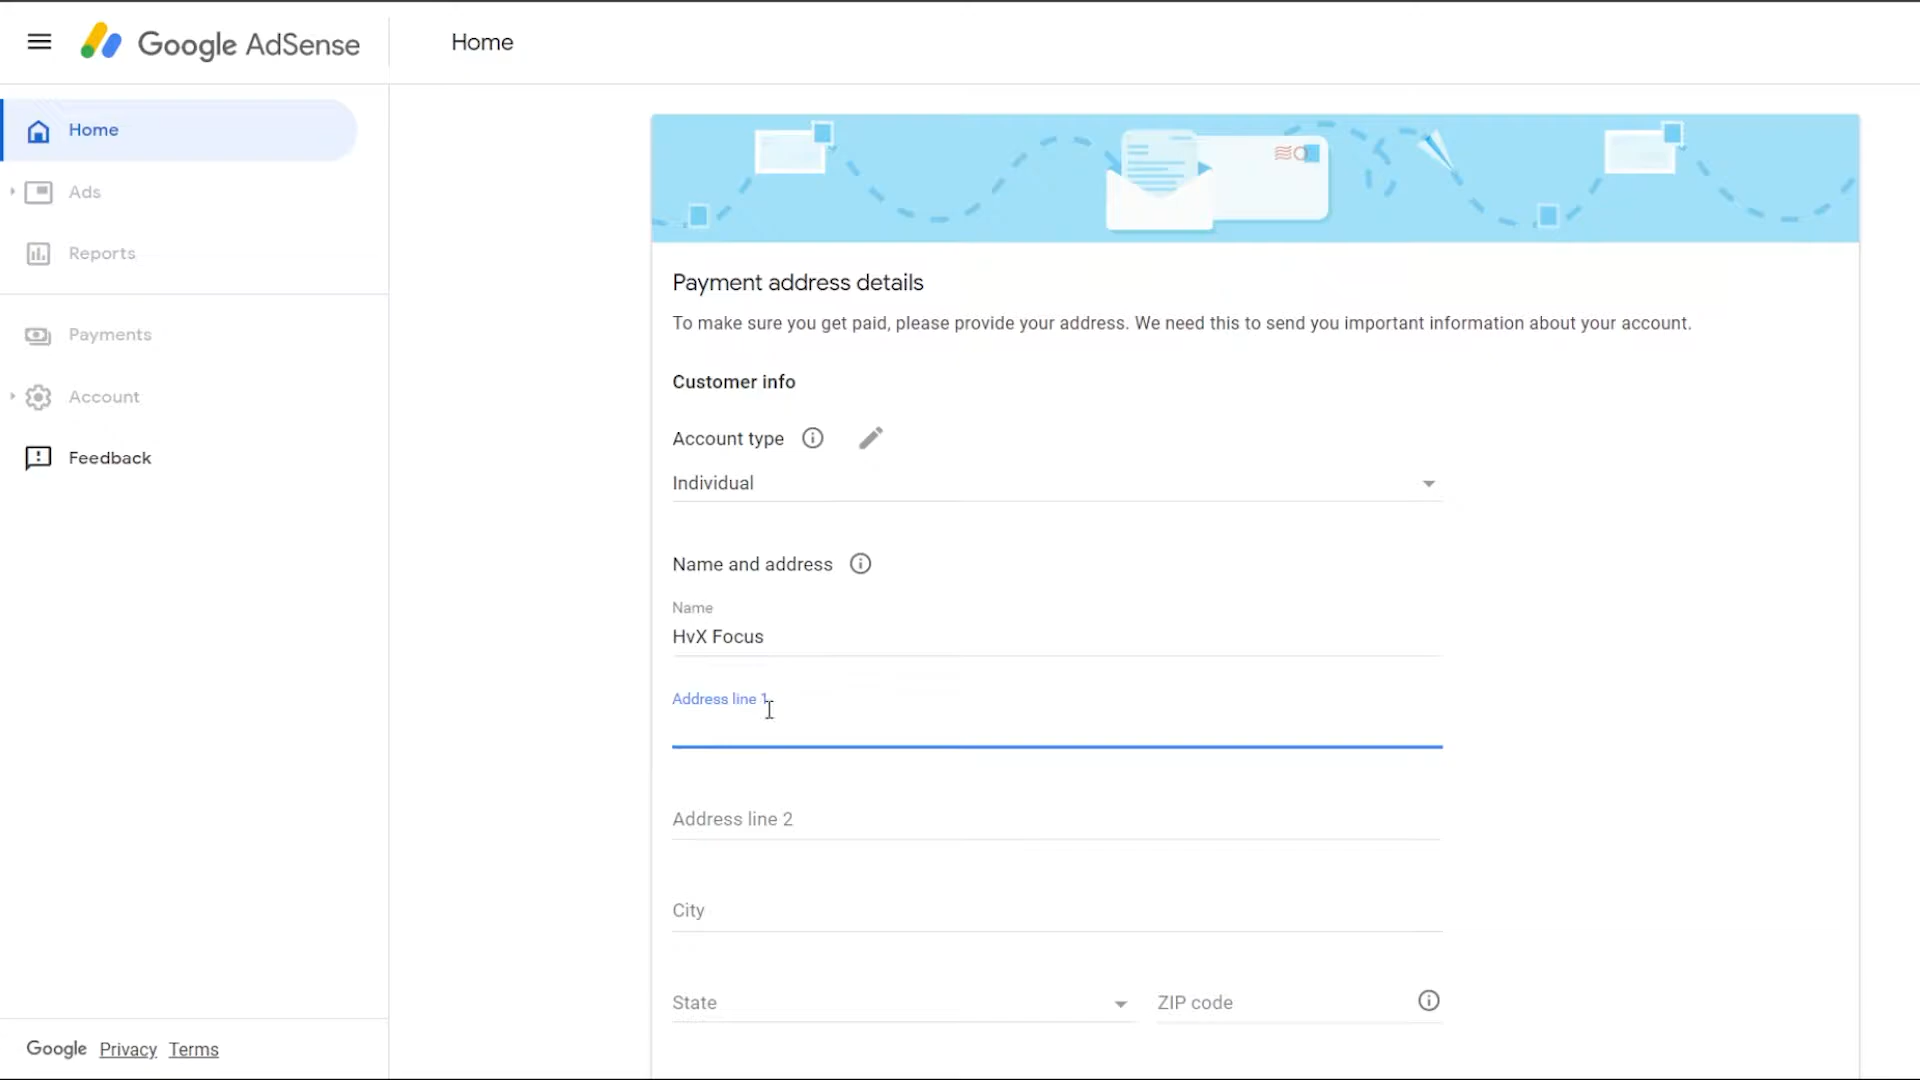 Google AdSense
Home
Home
Ads
Reports
Payments
Account
Feedback
Google Privacy Terms
Payment address details
To make sure you get paid, please provide your address. We need this to send you important information about your account.
Customer info
Account type
Individual
Name and address
Name
HvX Focus
Address line 1
Address line 2
City
State
ZIP code